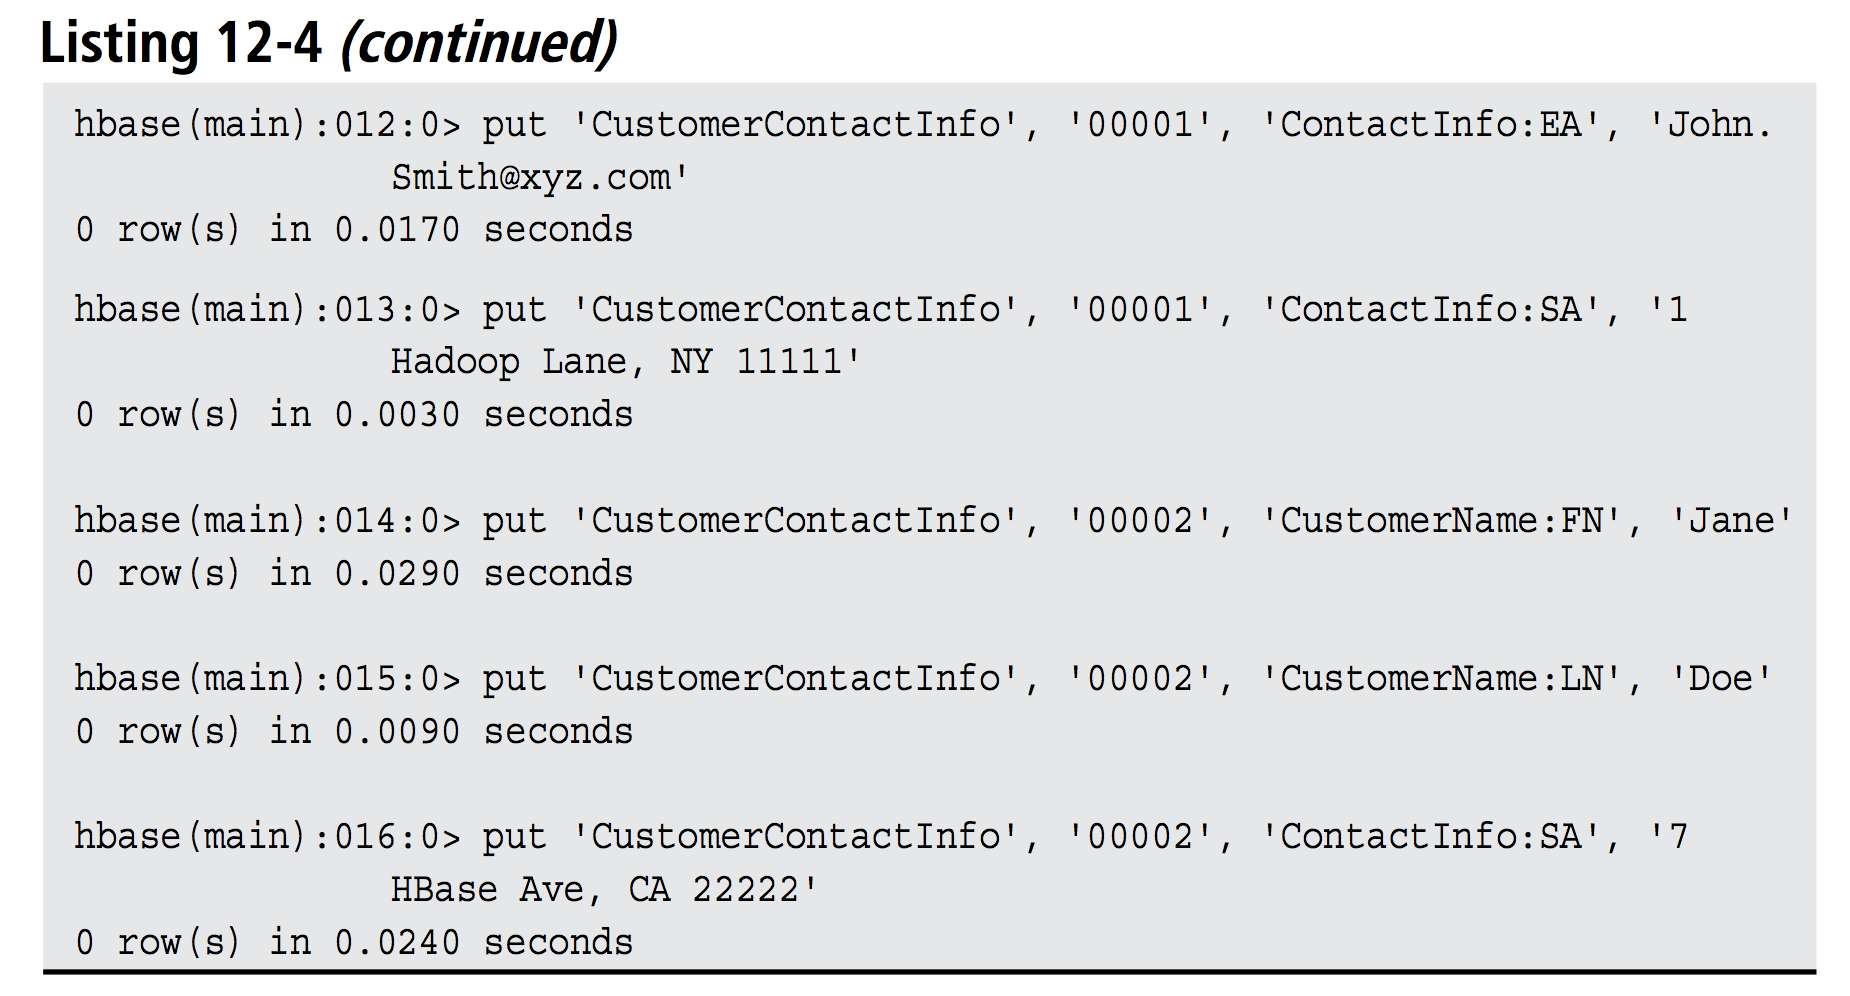 Listing 12-4 (continued)
hbase(main):012:0> put 'CustomerContactInfo', '00001', 'ContactInfo:EA', 'John.
Smith@xyz.com'
0 row(s) in 0.0170 seconds
hbase(main):013:0> put 'CustomerContactInfo', '00001', 'ContactInfo:SA', '1
Hadoop Lane, NY 11111'
0 row(s) in 0.0030 seconds
hbase(main):014:0> put 'CustomerContactInfo', '00002', 'CustomerName:FN', 'Jane'
0 row(s) in 0.0290 seconds
hbase(main):015:0> put 'CustomerContactInfo', '00002', 'CustomerName:LN', 'Doe'
0 row(s) in 0.0090 seconds
hbase(main):016:0> put 'CustomerContactInfo', '00002', 'ContactInfo:SA', '7
HBase Ave, CA 22222'
0 row(s) in 0.0240 seconds